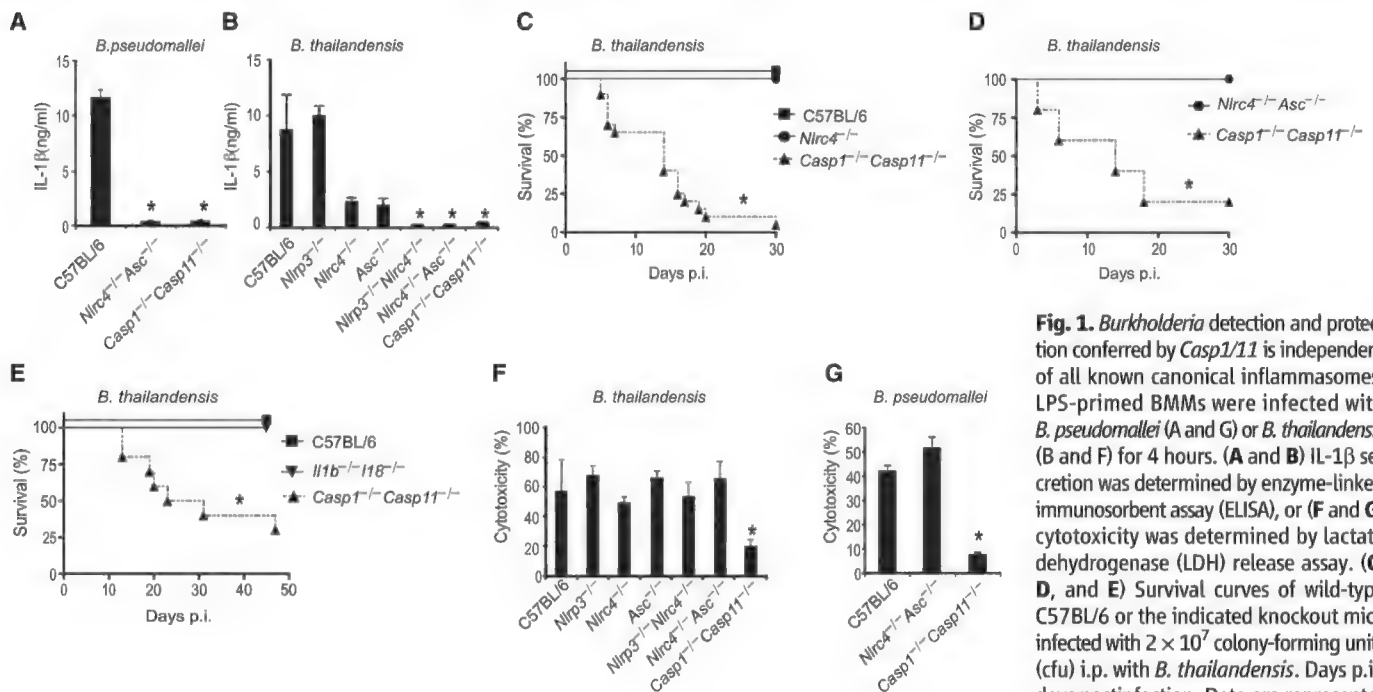 A
B.pseudomallei
IL-1β(ng/ml)
15
10
5
0
C57BL/6
Nlrc4–/–Asc–/–
Casp1–/–Casp11–/–
*
*
B
B. thailandensis
IL-1β(ng/ml)
15
10
5
0
C57BL/6
Nlrp3–/–
Nlrc4–/–
Asc–/–
Nlrp3–/–Nlrc4–/–
Nlrc4–/–Asc–/–
Casp1–/–Casp11–/–
*
*
*
C
B. thailandensis
Survival (%)
100
75
50
25
0
0 10 20 30
Days p.i.
C57BL/6
Nlrc4–/–
Casp1–/–Casp11–/–
*
D
B. thailandensis
Survival (%)
100
75
50
25
0
0 10 20 30
Days p.i.
Nlrc4–/–Asc–/–
Casp1–/–Casp11–/–
*
E
B. thailandensis
Survival (%)
100
75
50
25
0
0 10 20 30 40 50
Days p.i.
C57BL/6
Il1b–/–Il18–/–
Casp1–/–Casp11–/–
*
F
B. thailandensis
Cytotoxicity (%)
100
80
60
40
20
0
C57BL/6
Nlrp3–/–
Nlrc4–/–
Asc–/–
Nlrp3–/–Nlrc4–/–
Nlrc4–/–Asc–/–
Casp1–/–Casp11–/–
*
G
B. pseudomallei
Cytotoxicity (%)
60
50
40
30
20
10
0
C57BL/6
Nlrc4–/–Asc–/–
Casp1–/–Casp11–/–
*
Fig. 1. Burkholderia detection and protec
tion conferred by Casp1/11 is independen
of all known canonical inflammasomes
LPS-primed BMMs were infected wit
B. pseudomallei (A and G) or B. thailandens
(B and F) for 4 hours. (A and B) IL-1β se
cretion was determined by enzyme-linke
immunosorbent assay (ELISA), or (F and G
cytotoxicity was determined by lactat
dehydrogenase (LDH) release assay. (C
D, and E) Survival curves of wild-typ
C57BL/6 or the indicated knockout mic
infected with 2 × 10⁷ colony-forming unit
(cfu) i.p. with B. thailandensis. Days p.i.